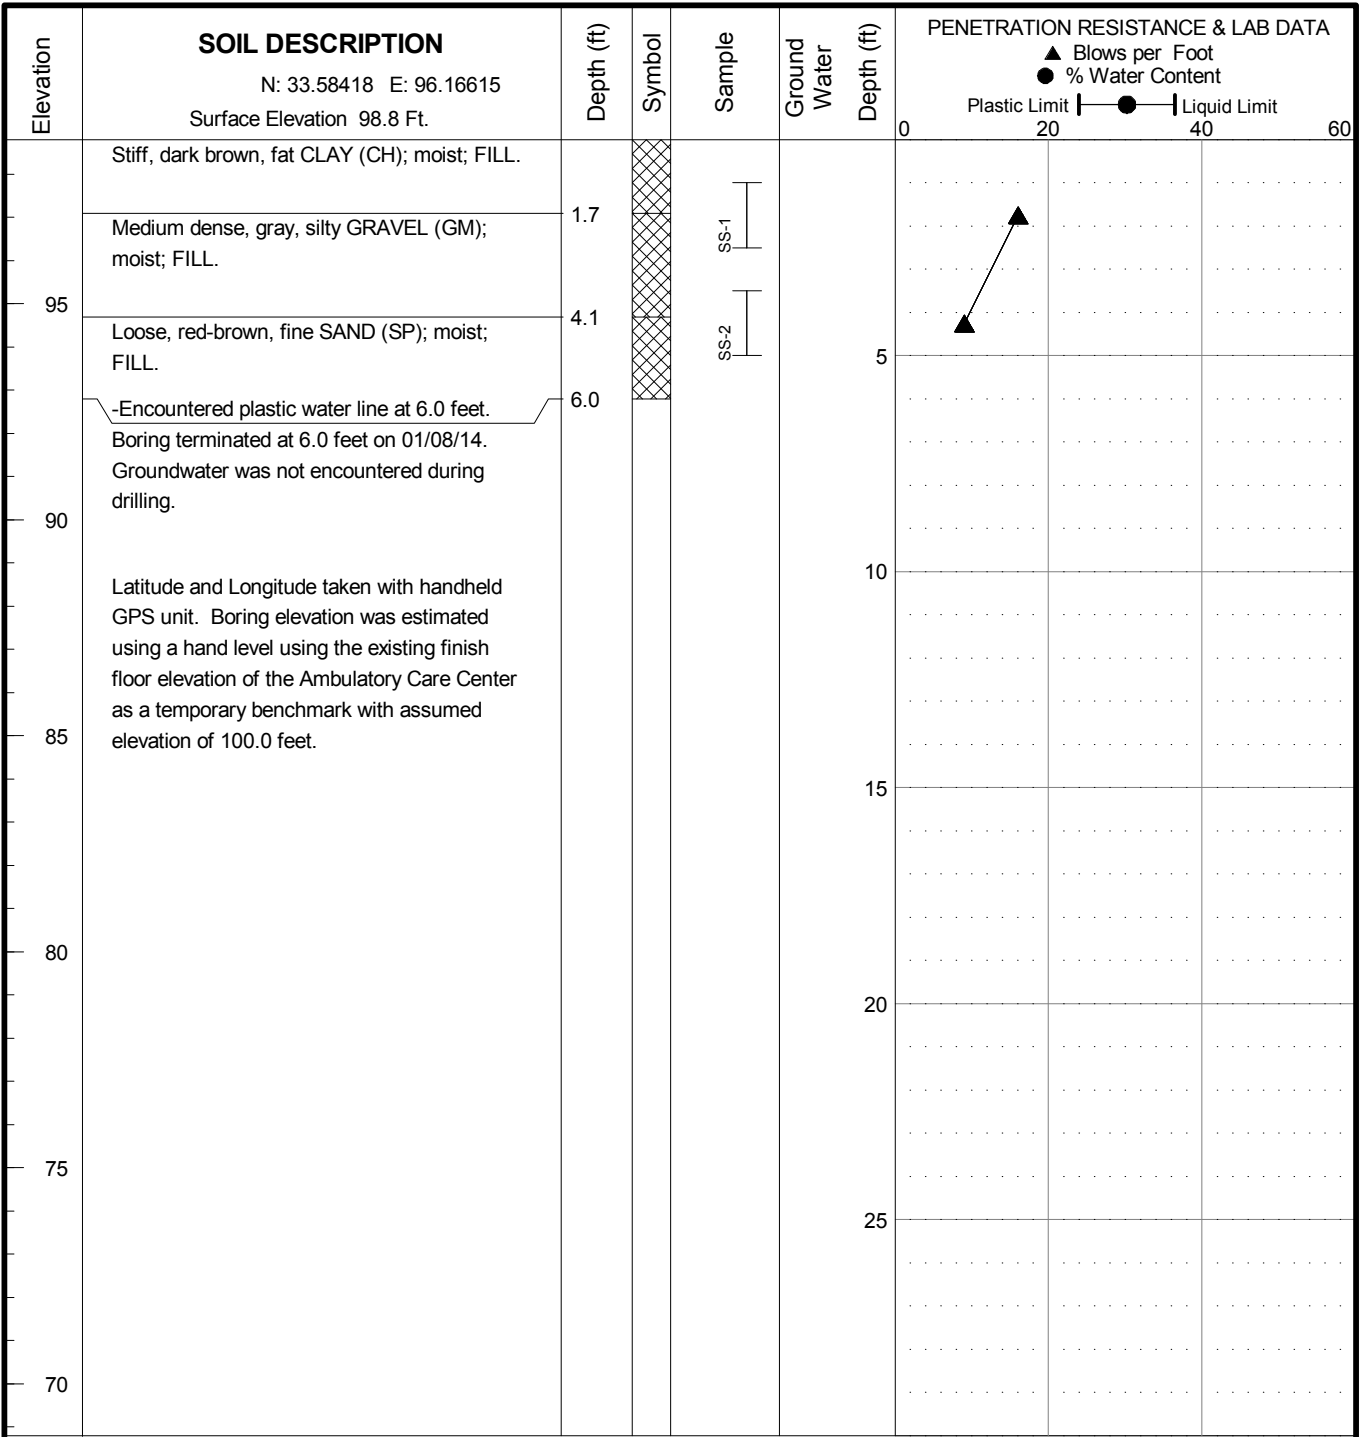 Elevation
SOIL DESCRIPTION
N: 33.58418 E: 96.16615
Surface Elevation 98.8 Ft.
Depth (ft)
Symbol
Sample
Ground
Water
Depth (ft)
PENETRATION RESISTANCE & LAB DATA
Blows per Foot
% Water Content
Plastic Limit
Liquid Limit
0 20 40 60
Stiff, dark brown, fat CLAY (CH); moist; FILL.
1.7
SS-1
Medium dense, gray, silty GRAVEL (GM);
moist; FILL.
95
4.1
SS-2
Loose, red-brown, fine SAND (SP); moist;
FILL.
5
6.0
-Encountered plastic water line at 6.0 feet.
Boring terminated at 6.0 feet on 01/08/14.
Groundwater was not encountered during
drilling.
90
10
Latitude and Longitude taken with handheld
GPS unit. Boring elevation was estimated
using a hand level using the existing finish
floor elevation of the Ambulatory Care Center
as a temporary benchmark with assumed
elevation of 100.0 feet.
85
15
80
20
75
25
70